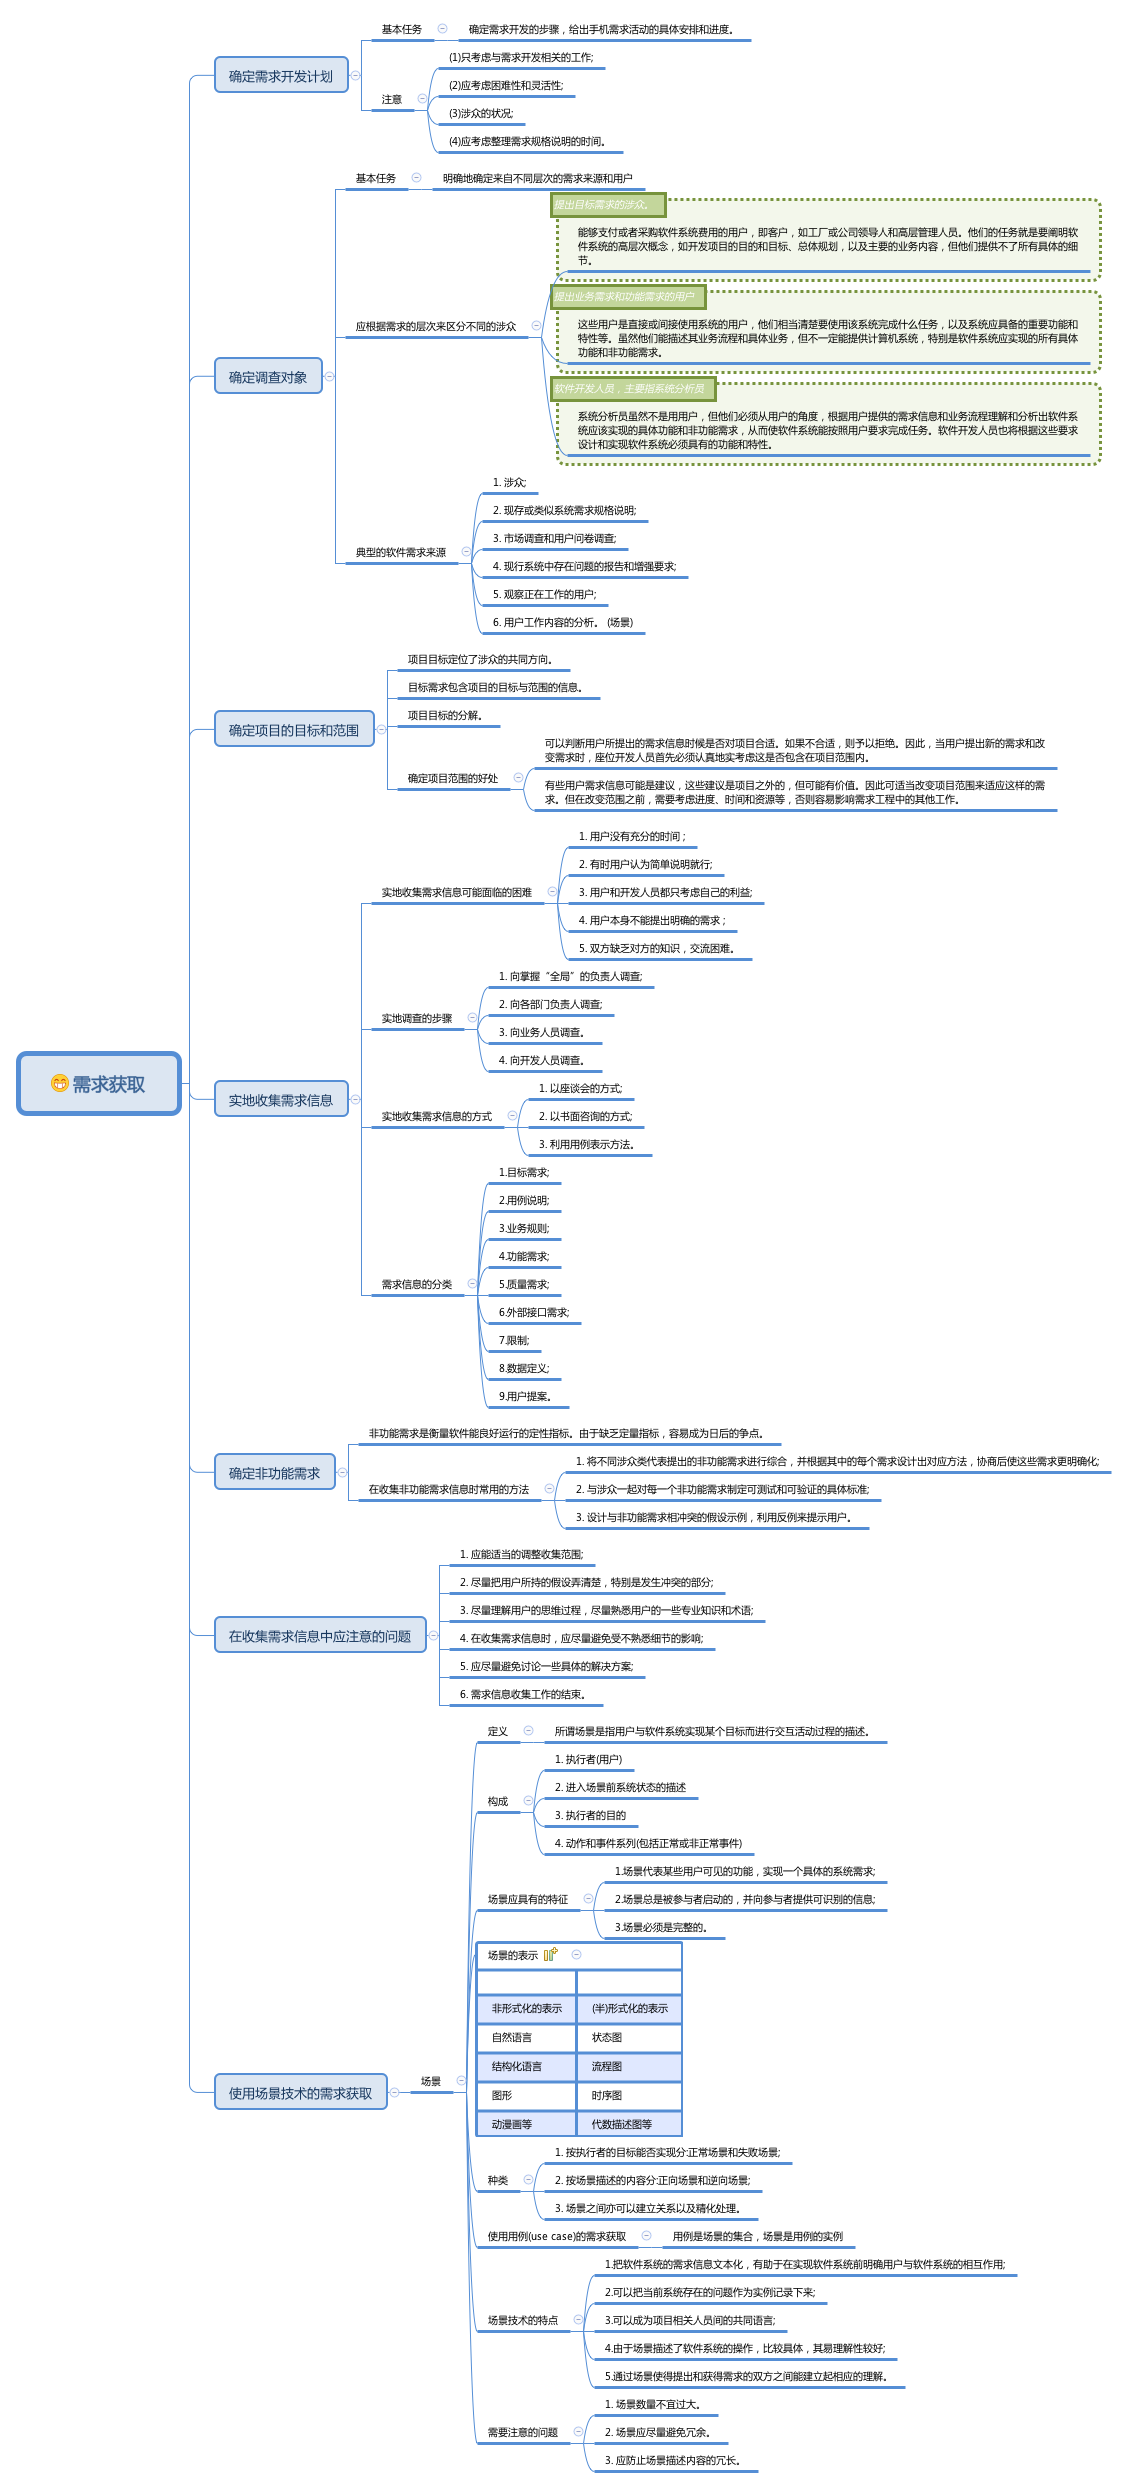 需求获取
确定需求开发计划
基本任务
确定需求开发的步骤，给出手机需求活动的具体安排和进度。
注意
(1)只考虑与需求开发相关的工作;
(2)应考虑困难性和灵活性;
(3)涉众的状况;
(4)应考虑整理需求规格说明的时间。
确定调查对象
基本任务
明确地确定来自不同层次的需求来源和用户
应根据需求的层次来区分不同的涉众
提出目标需求的涉众。
能够支付或者采购软件系统费用的用户，即客户，如工厂或公司领导人和高层管理人员。他们的任务就是要阐明软
件系统的高层次概念，如开发项目的目的和目标、总体规划，以及主要的业务内容，但他们提供不了所有具体的细
节。
提出业务需求和功能需求的用户
这些用户是直接或间接使用系统的用户，他们相当清楚要使用该系统完成什么任务，以及系统应具备的重要功能和
特性等。虽然他们能描述其业务流程和具体业务，但不一定能提供计算机系统，特别是软件系统应实现的所有具体
功能和非功能需求。
软件开发人员，主要指系统分析员
系统分析员虽然不是用用户，但他们必须从用户的角度，根据用户提供的需求信息和业务流程理解和分析出软件系
统应该实现的具体功能和非功能需求，从而使软件系统能按照用户要求完成任务。软件开发人员也将根据这些要求
设计和实现软件系统必须具有的功能和特性。
典型的软件需求来源
1. 涉众;
2. 现存或类似系统需求规格说明;
3. 市场调查和用户问卷调查;
4. 现行系统中存在问题的报告和增强要求;
5. 观察正在工作的用户;
6. 用户工作内容的分析。 (场景)
确定项目的目标和范围
项目目标定位了涉众的共同方向。
目标需求包含项目的目标与范围的信息。
项目目标的分解。
确定项目范围的好处
可以判断用户所提出的需求信息时候是否对项目合适。如果不合适，则予以拒绝。因此，当用户提出新的需求和改
变需求时，座位开发人员首先必须认真地实考虑这是否包含在项目范围内。
有些用户需求信息可能是建议，这些建议是项目之外的，但可能有价值。因此可适当改变项目范围来适应这样的需
求。但在改变范围之前，需要考虑进度、时间和资源等，否则容易影响需求工程中的其他工作。
实地收集需求信息
实地收集需求信息可能面临的困难
1. 用户没有充分的时间；
2. 有时用户认为简单说明就行;
3. 用户和开发人员都只考虑自己的利益;
4. 用户本身不能提出明确的需求；
5. 双方缺乏对方的知识，交流困难。
实地调查的步骤
1. 向掌握“全局”的负责人调查;
2. 向各部门负责人调查;
3. 向业务人员调查。
4. 向开发人员调查。
实地收集需求信息的方式
1. 以座谈会的方式;
2. 以书面咨询的方式;
3. 利用用例表示方法。
需求信息的分类
1.目标需求;
2.用例说明;
3.业务规则;
4.功能需求;
5.质量需求;
6.外部接口需求;
7.限制;
8.数据定义;
9.用户提案。
确定非功能需求
非功能需求是衡量软件能良好运行的定性指标。由于缺乏定量指标，容易成为日后的争点。
在收集非功能需求信息时常用的方法
1. 将不同涉众类代表提出的非功能需求进行综合，并根据其中的每个需求设计出对应方法，协商后使这些需求更明确化;
2. 与涉众一起对每一个非功能需求制定可测试和可验证的具体标准;
3. 设计与非功能需求相冲突的假设示例，利用反例来提示用户。
在收集需求信息中应注意的问题
1. 应能适当的调整收集范围;
2. 尽量把用户所持的假设弄清楚，特别是发生冲突的部分;
3. 尽量理解用户的思维过程，尽量熟悉用户的一些专业知识和术语;
4. 在收集需求信息时，应尽量避免受不熟悉细节的影响;
5. 应尽量避免讨论一些具体的解决方案;
6. 需求信息收集工作的结束。
使用场景技术的需求获取
场景
定义
所谓场景是指用户与软件系统实现某个目标而进行交互活动过程的描述。
构成
1. 执行者(用户)
2. 进入场景前系统状态的描述
3. 执行者的目的
4. 动作和事件系列(包括正常或非正常事件)
场景应具有的特征
1.场景代表某些用户可见的功能，实现一个具体的系统需求;
2.场景总是被参与者启动的，并向参与者提供可识别的信息;
3.场景必须是完整的。
场景的表示
非形式化的表示 (半)形式化的表示
自然语言 状态图
结构化语言 流程图
图形 时序图
动漫画等 代数描述图等
种类
1. 按执行者的目标能否实现分:正常场景和失败场景;
2. 按场景描述的内容分:正向场景和逆向场景;
3. 场景之间亦可以建立关系以及精化处理。
使用用例(use case)的需求获取
用例是场景的集合，场景是用例的实例
场景技术的特点
1.把软件系统的需求信息文本化，有助于在实现软件系统前明确用户与软件系统的相互作用;
2.可以把当前系统存在的问题作为实例记录下来;
3.可以成为项目相关人员间的共同语言;
4.由于场景描述了软件系统的操作，比较具体，其易理解性较好;
5.通过场景使得提出和获得需求的双方之间能建立起相应的理解。
需要注意的问题
1. 场景数量不宜过大。
2. 场景应尽量避免冗余。
3. 应防止场景描述内容的冗长。